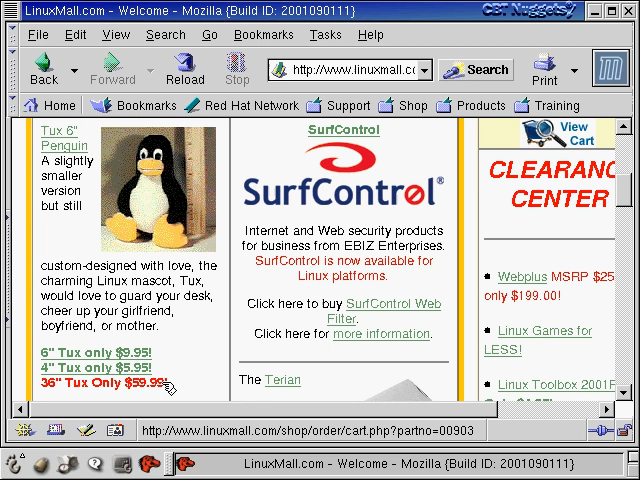 LinuxMall.com - Welcome - Mozilla {Build ID: 2001090111}
CBT Nuggets
File Edit View Search Go Bookmarks Tasks Help
Back
Forward
Reload
Stop
http://www.linuxmall.c
Search
Print
m
Home Bookmarks Red Hat Network Support Shop Products Training
Tux 6"
Penguin
A slightly
smaller
version
but still
custom-designed with love, the
charming Linux mascot, Tux,
would love to guard your desk,
cheer up your girlfriend,
boyfriend, or mother.
6" Tux only $9.95!
4" Tux only $5.95!
36" Tux Only $59.99!
SurfControl
SurfControl®
Internet and Web security products
for business from EBIZ Enterprises.
SurfControl is now available for
Linux platforms.
Click here to buy SurfControl Web
Filter.
Click here for more information.
The Terian
View
Cart
CLEARANC
CENTER
Webplus MSRP $25
only $199.00!
Linux Games for
LESS!
Linux Toolbox 2001F
http://www.linuxmall.com/shop/order/cart.php?partno=00903
LinuxMall.com - Welcome - Mozilla {Build ID: 2001090111}